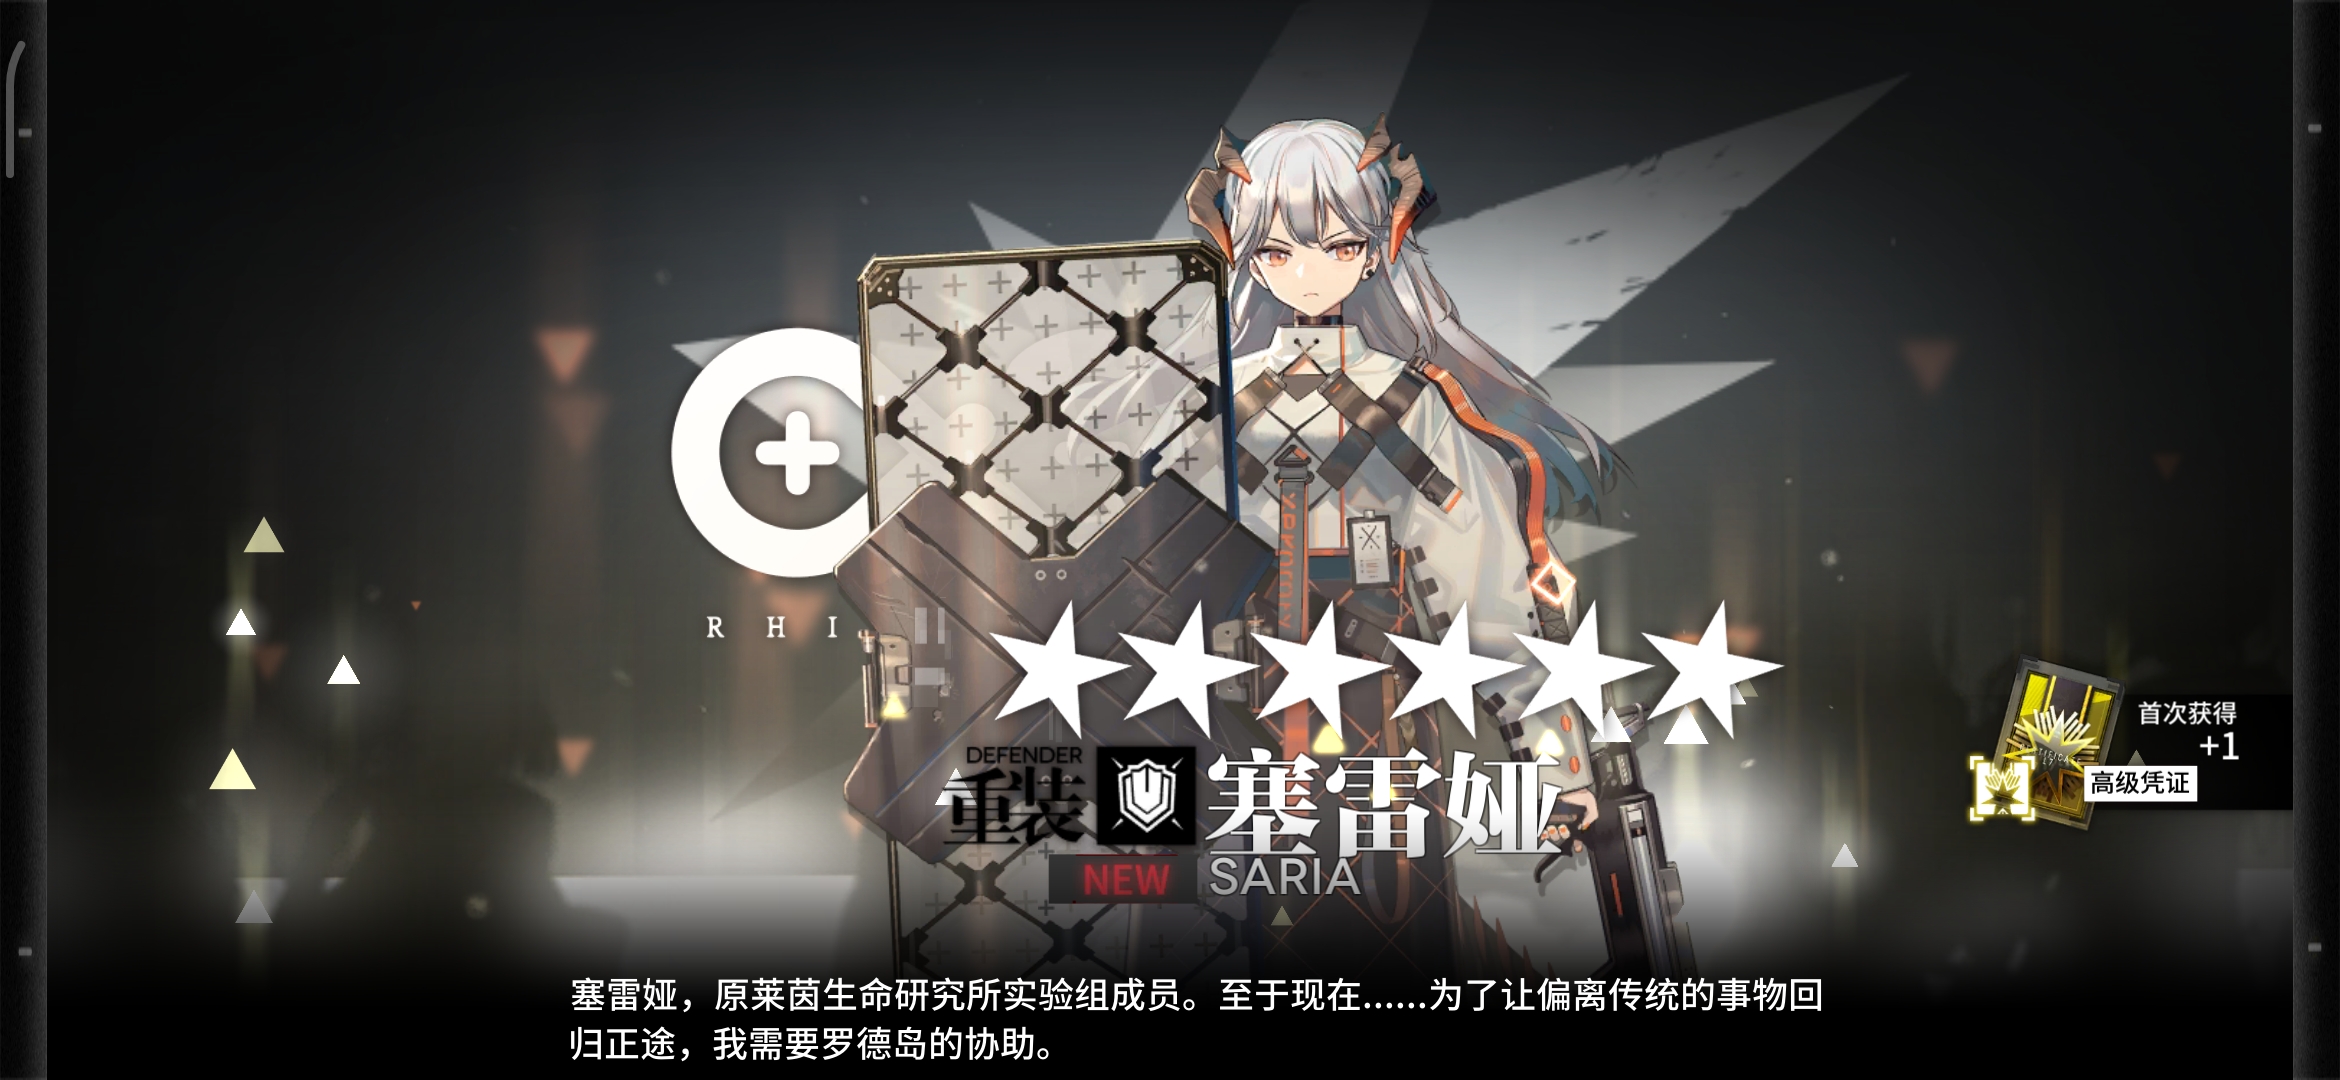 R H I
DEFENDER
重装
塞雷娅
NEW
SARIA
首次获得
+1
高级凭证
塞雷娅，原莱茵生命研究所实验组成员。至于现在......为了让偏离传统的事物回
归正途，我需要罗德岛的协助。